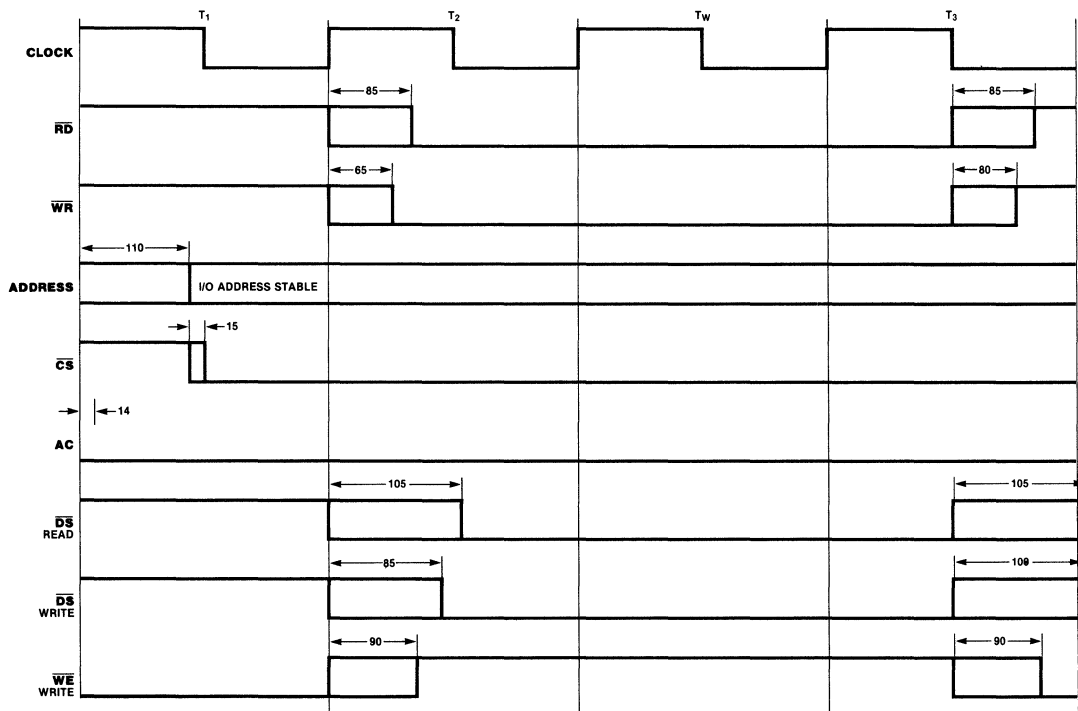 T1 T2 TW T3
CLOCK
85 85
RD
65 80
WR
110
ADDRESS I/O ADDRESS STABLE
15
CS
14
AC
105 105
DS
READ
85 100
DS
WRITE
90 90
WE
WRITE